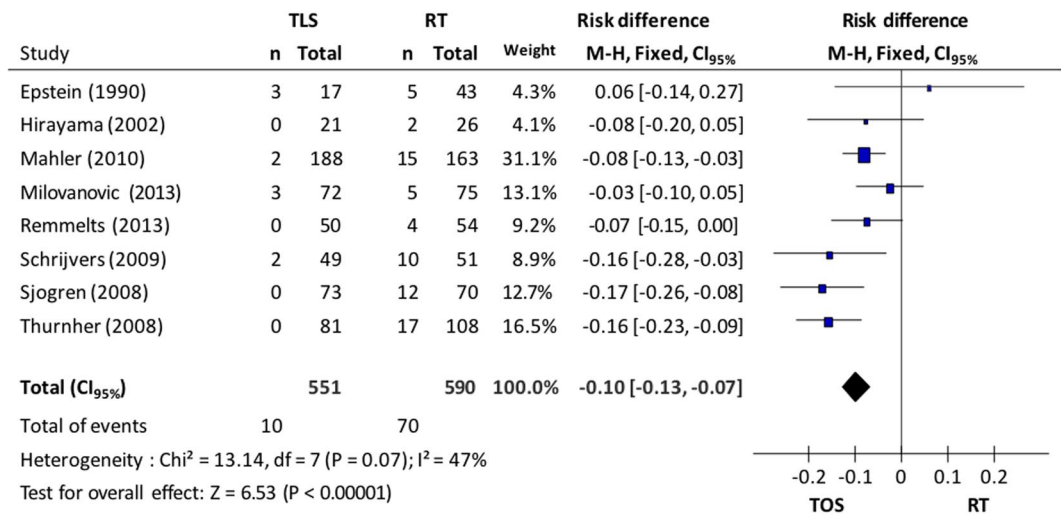 TLS RT Risk difference Risk difference
Study n Total n Total Weight M-H, Fixed, CI95% M-H, Fixed, CI95%
Epstein (1990) 3 17 5 43 4.3% 0.06 [-0.14, 0.27]
Hirayama (2002) 0 21 2 26 4.1% -0.08 [-0.20, 0.05]
Mahler (2010) 2 188 15 163 31.1% -0.08 [-0.13, -0.03]
Milovanovic (2013) 3 72 5 75 13.1% -0.03 [-0.10, 0.05]
Remmelts (2013) 0 50 4 54 9.2% -0.07 [-0.15, 0.00]
Schrijvers (2009) 2 49 10 51 8.9% -0.16 [-0.28, -0.03]
Sjogren (2008) 0 73 12 70 12.7% -0.17 [-0.26, -0.08]
Thurnher (2008) 0 81 17 108 16.5% -0.16 [-0.23, -0.09]
Total (CI95%) 551 590 100.0% -0.10 [-0.13, -0.07]
Total of events 10 70
Heterogeneity : Chi² = 13.14, df = 7 (P = 0.07); I² = 47%
Test for overall effect: Z = 6.53 (P < 0.00001)
-0.2 -0.1 0 0.1 0.2
TOS RT